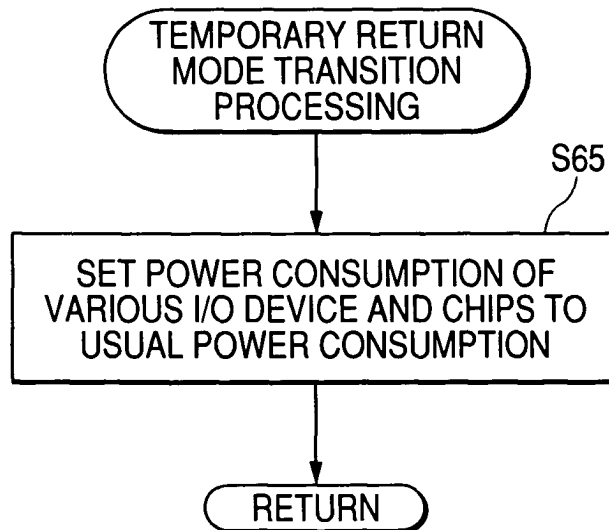 TEMPORARY RETURN
MODE TRANSITION
PROCESSING
S65
SET POWER CONSUMPTION OF
VARIOUS I/O DEVICE AND CHIPS TO
USUAL POWER CONSUMPTION
RETURN